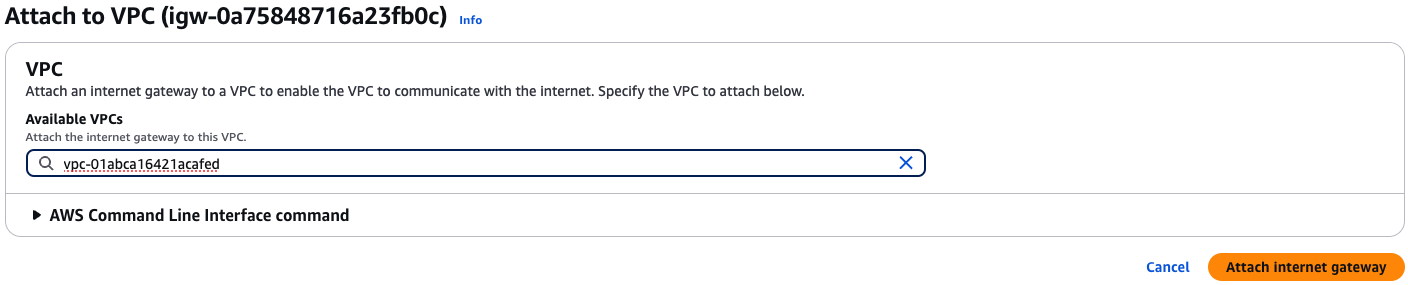 Attach to VPC (igw-0a75848716a23fb0c) Info
VPC
Attach an internet gateway to a VPC to enable the VPC to communicate with the internet. Specify the VPC to attach below.
Available VPCs
Attach the internet gateway to this VPC.
vpc-01abca16421acafed
AWS Command Line Interface command
Cancel Attach internet gateway